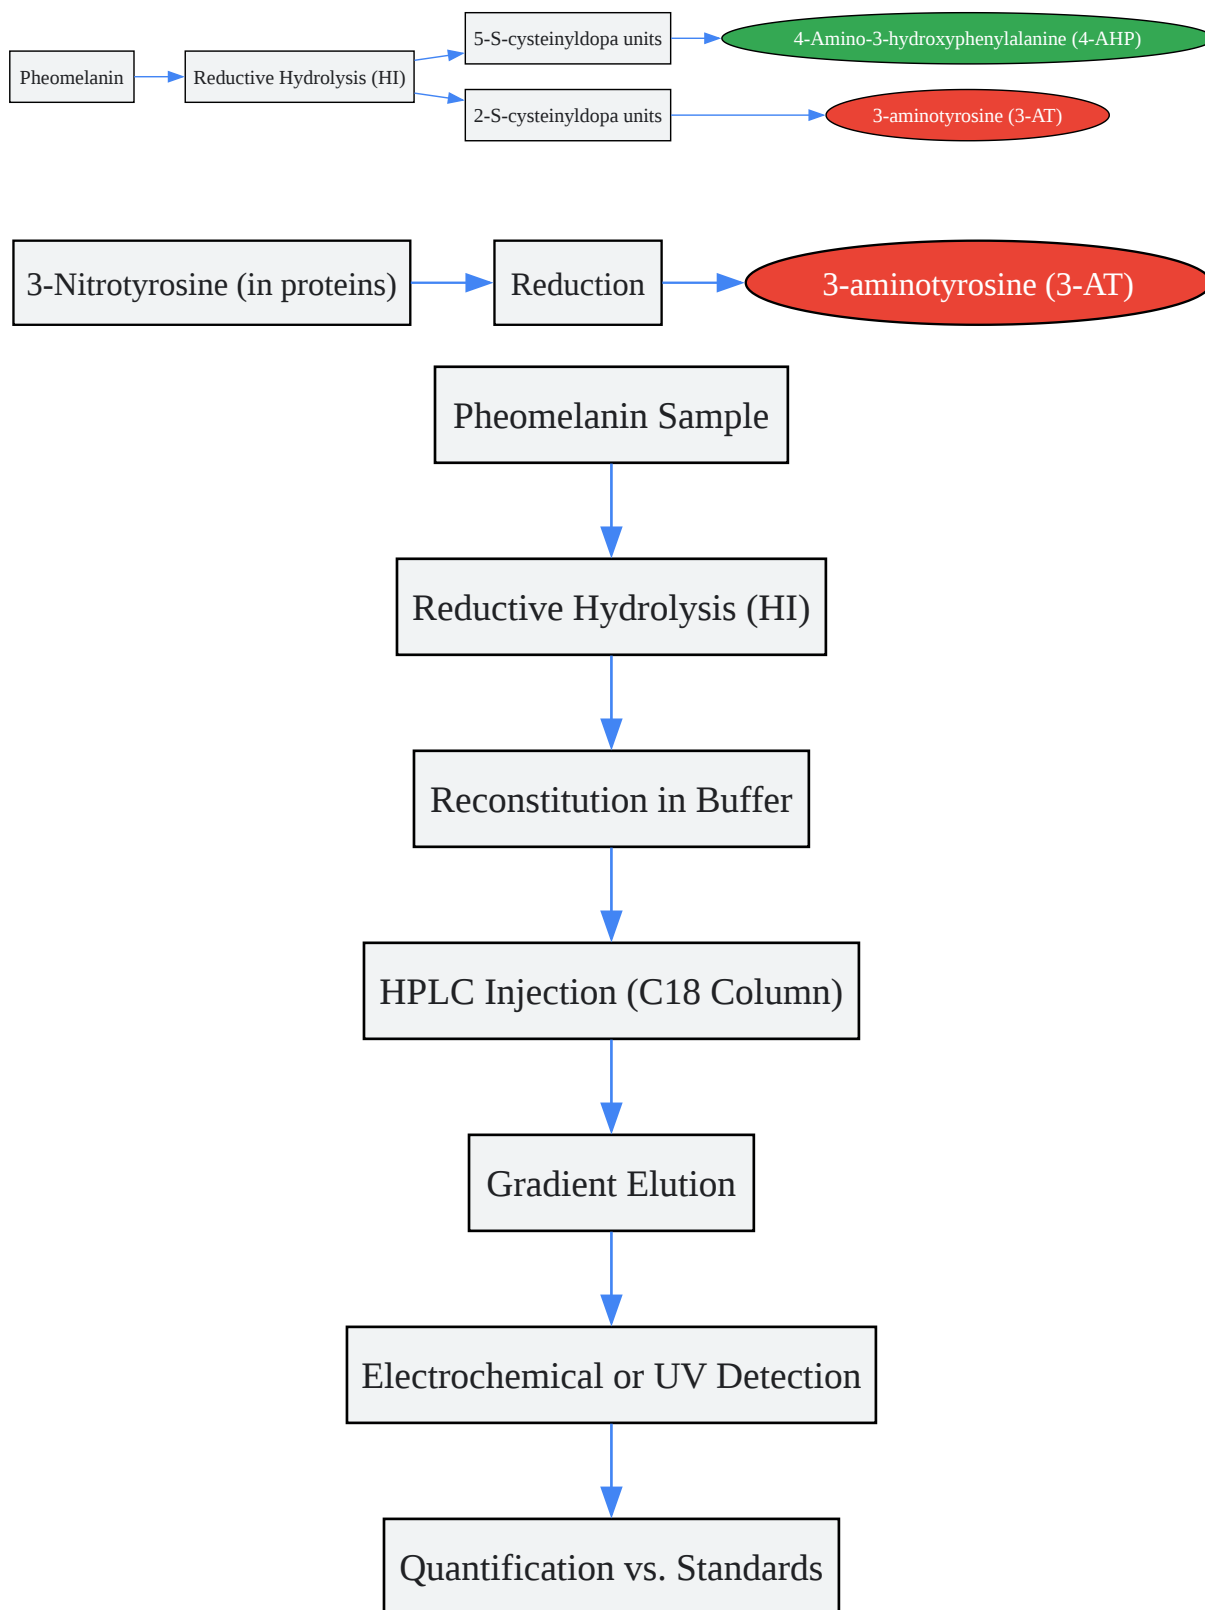 Pheomelanin
Reductive Hydrolysis (HI)
5-S-cysteinyldopa units
4-Amino-3-hydroxyphenylalanine (4-AHP)
2-S-cysteinyldopa units
3-aminotyrosine (3-AT)
3-Nitrotyrosine (in proteins)
Reduction
3-aminotyrosine (3-AT)
Pheomelanin Sample
Reductive Hydrolysis (HI)
Reconstitution in Buffer
HPLC Injection (C18 Column)
Gradient Elution
Electrochemical or UV Detection
Quantification vs. Standards